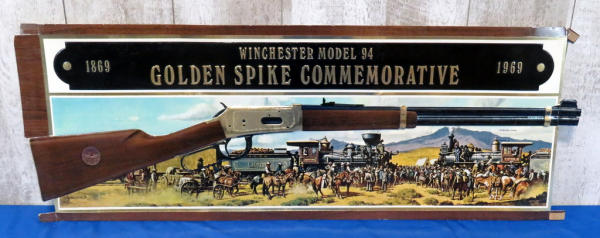 WINCHESTER MODEL 94
1869 GOLDEN SPIKE COMMEMORATIVE 1969